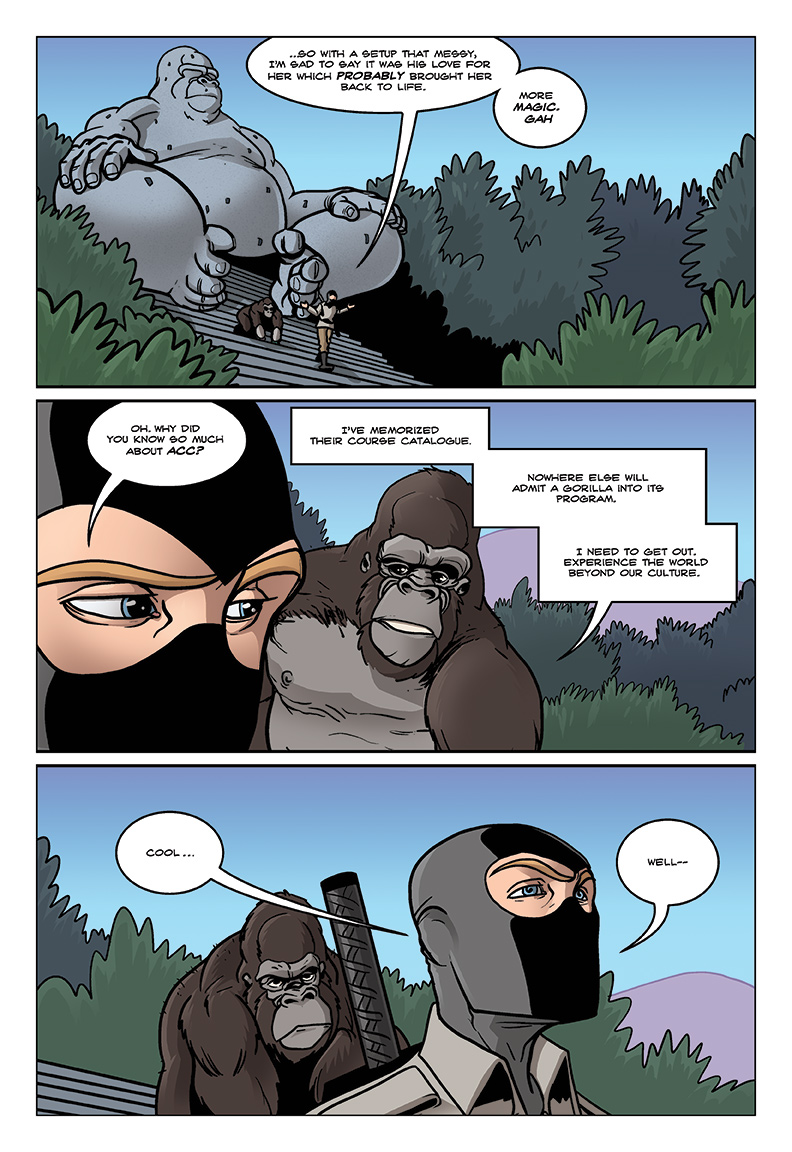 ...SO WITH A SETUP THAT MESSY,
I'M SAD TO SAY IT WAS HIS LOVE FOR
HER WHICH PROBABLY BROUGHT HER
BACK TO LIFE.
MORE
MAGIC.
GAH
OH. WHY DID
YOU KNOW SO MUCH
ABOUT ACC?
I'VE MEMORIZED
THEIR COURSE CATALOGUE.
NOWHERE ELSE WILL
ADMIT A GORILLA INTO ITS
PROGRAM.
I NEED TO GET OUT.
EXPERIENCE THE WORLD
BEYOND OUR CULTURE.
COOL...
WELL--